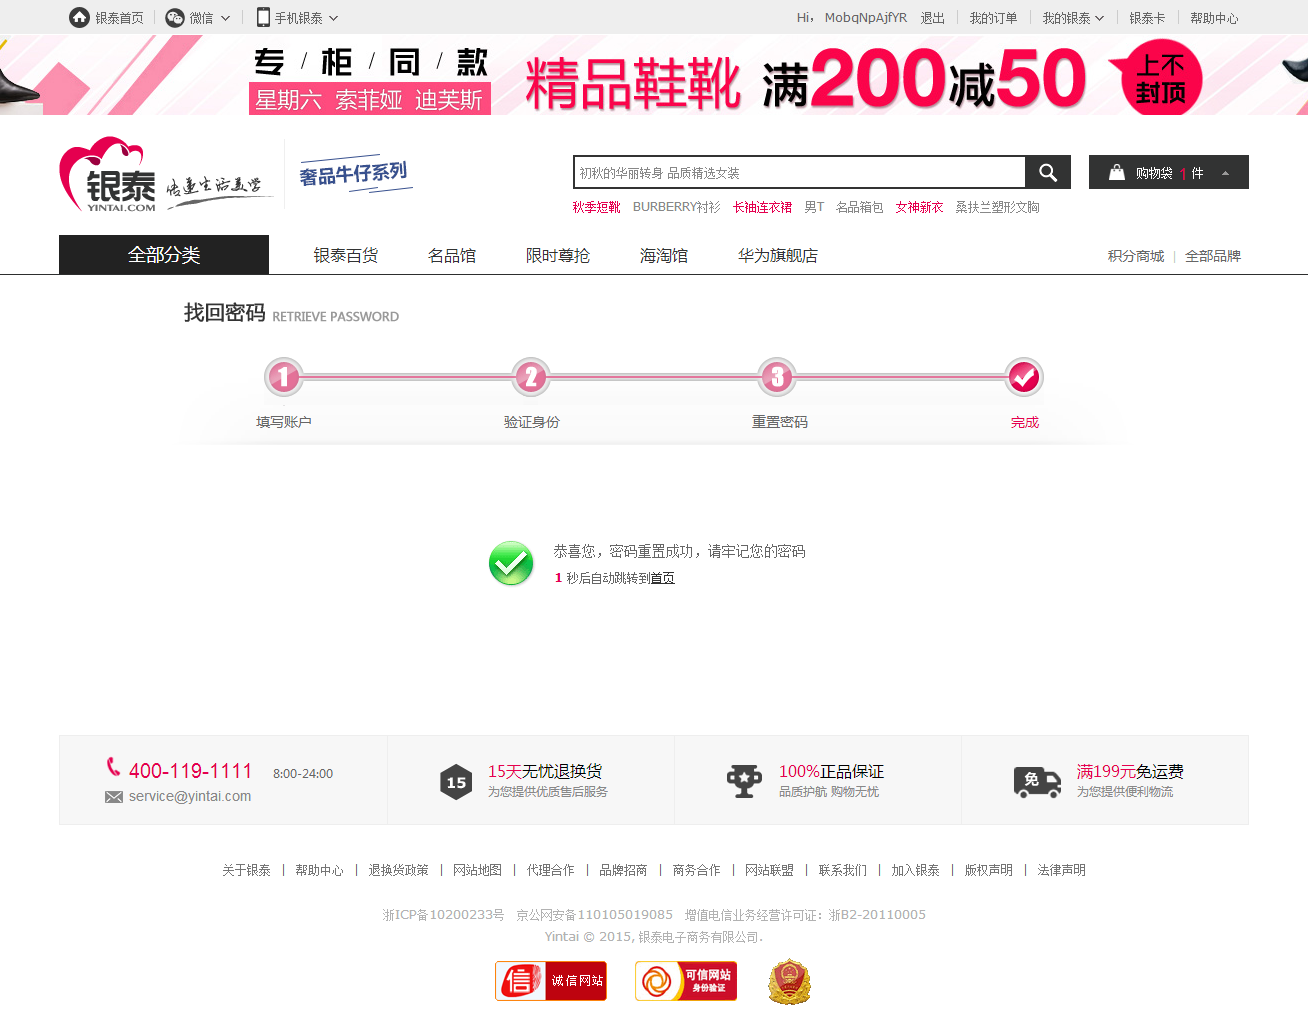 银泰首页 微信 手机银泰 Hi， MobqNpAjfYR 退出 我的订单 我的银泰 银泰卡 帮助中心
专 / 柜 / 同 / 款
星期六 索菲娅 迪芙斯
精品鞋靴 满200减50
上不
封顶
银泰
YINTAI.COM
传递生活美学
奢品牛仔系列
初秋的华丽转身 品质精选女装
购物袋 1 件
秋季短靴 BURBERRY衬衫 长袖连衣裙 男T 名品箱包 女神新衣 桑扶兰塑形文胸
全部分类 银泰百货 名品馆 限时尊抢 海淘馆 华为旗舰店 积分商城 | 全部品牌
找回密码 RETRIEVE PASSWORD
1 2 3
填写账户 验证身份 重置密码 完成
恭喜您，密码重置成功，请牢记您的密码
1 秒后自动跳转到首页
400-119-1111 8:00-24:00
service@yintai.com
15
15天无忧退换货
为您提供优质售后服务
100%正品保证
品质护航 购物无忧
免
满199元免运费
为您提供便利物流
关于银泰 | 帮助中心 | 退换货政策 | 网站地图 | 代理合作 | 品牌招商 | 商务合作 | 网站联盟 | 联系我们 | 加入银泰 | 版权声明 | 法律声明
浙ICP备10200233号 京公网安备110105019085 增值电信业务经营许可证：浙B2-20110005
Yintai © 2015, 银泰电子商务有限公司.
信 诚信网站
可信网站
身份验证